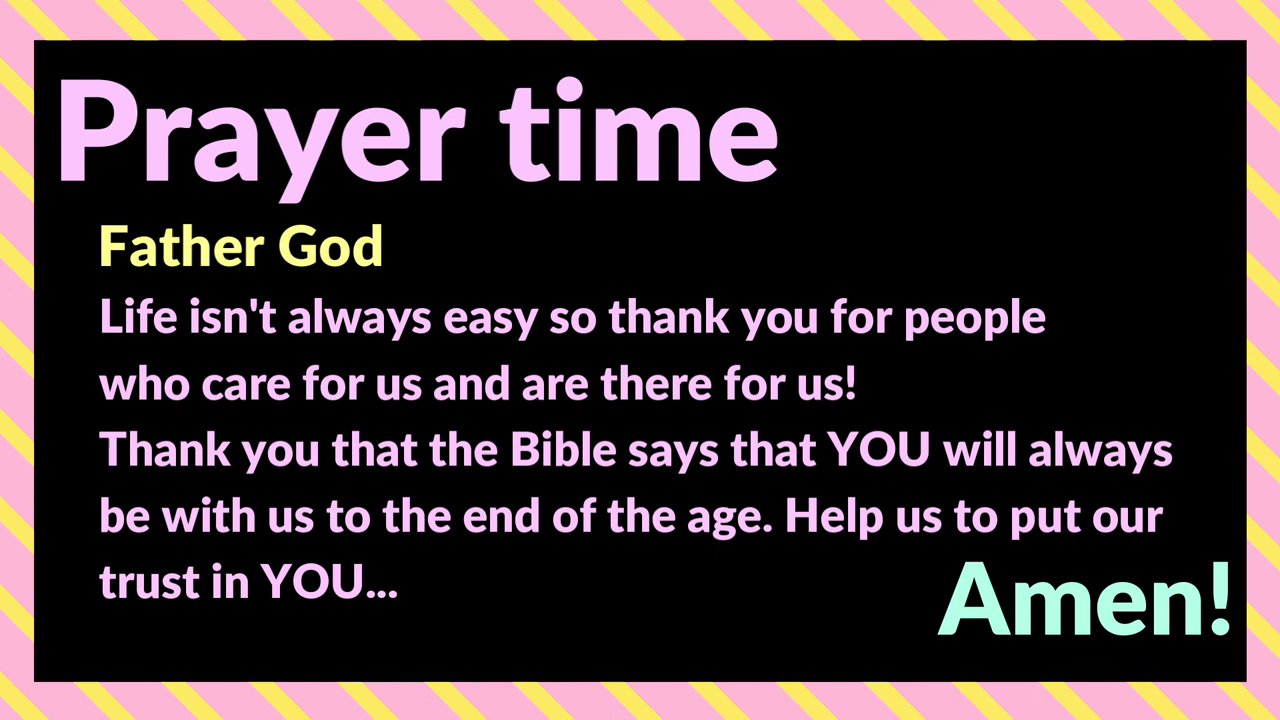 Prayer time
Father God
Life isn't always easy so thank you for people
who care for us and are there for us!
Thank you that the Bible says that YOU will always
be with us to the end of the age. Help us to put our
trust in YOU...
Amen!